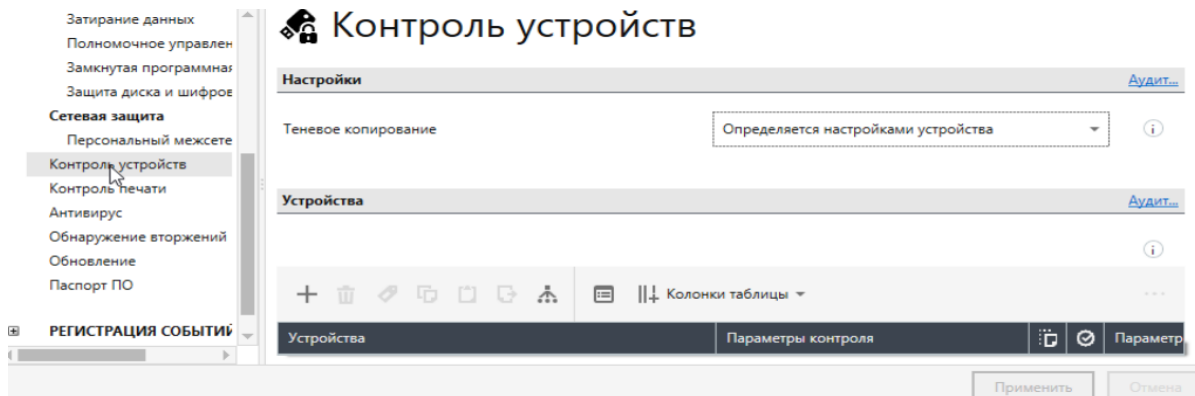 Затирание данных
Полномочное управлен
Замкнутая программная
Защита диска и шифров
Сетевая защита
Персональный межсете
Контроль устройств
Контроль печати
Антивирус
Обнаружение вторжений
Обновление
Паспорт ПО
РЕГИСТРАЦИЯ СОБЫТИЙ
Контроль устройств
Настройки Аудит...
Теневое копирование Определяется настройками устройства
Устройства Аудит...
Колонки таблицы
Устройства Параметры контроля Параметр
Применить Отмена